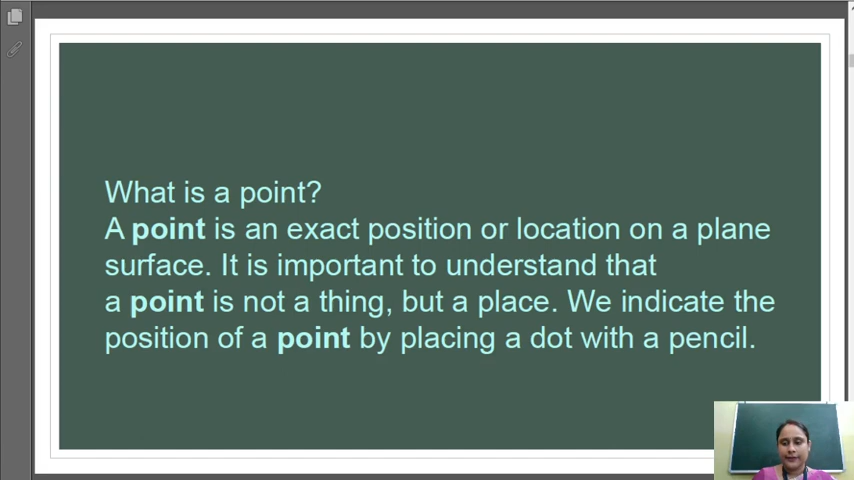 What is a point?
A point is an exact position or location on a plane
surface. It is important to understand that
a point is not a thing, but a place. We indicate the
position of a point by placing a dot with a pencil.